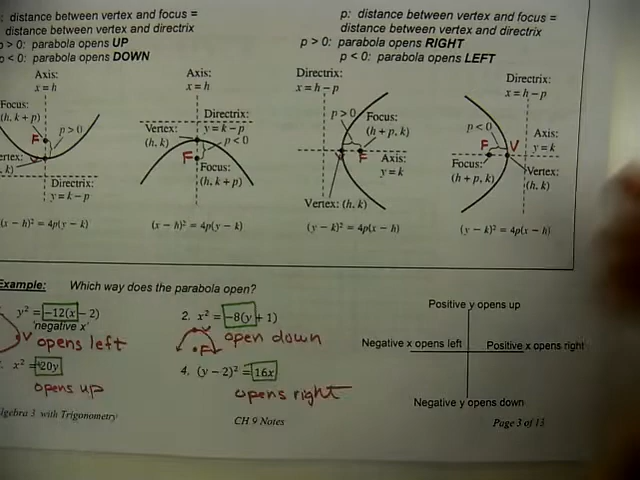 : distance between vertex and focus =
distance between vertex and directrix
p > 0: parabola opens UP
p < 0: parabola opens DOWN
p: distance between vertex and focus =
distance between vertex and directrix
p > 0: parabola opens RIGHT
p < 0: parabola opens LEFT
Axis:
x = h
Focus:
(h, k + p)
p > 0
F
V
Directrix:
y = k − p
(x − h)² = 4p(y − k)
Axis:
x = h
Directrix:
y = k − p
Vertex:
(h, k)
p < 0
F
Focus:
(h, k + p)
(x − h)² = 4p(y − k)
Directrix:
x = h − p
p > 0
Focus:
(h + p, k)
F
Axis:
y = k
Vertex: (h, k)
(y − k)² = 4p(x − h)
Directrix:
x = h − p
p < 0
F V
Axis:
y = k
Focus:
(h + p, k)
Vertex:
(h, k)
(y − k)² = 4p(x − h)
Example: Which way does the parabola open?
y² = −12(x − 2)
'negative x'
V opens left
2. x² = −8(y + 1)
opens down
F
x² = +20y
opens up
4. (y − 2)² = 16x
opens right
Positive y opens up
Negative x opens left
Positive x opens right
Negative y opens down
lgebra 3 with Trigonometry
CH 9 Notes
Page 3 of 13